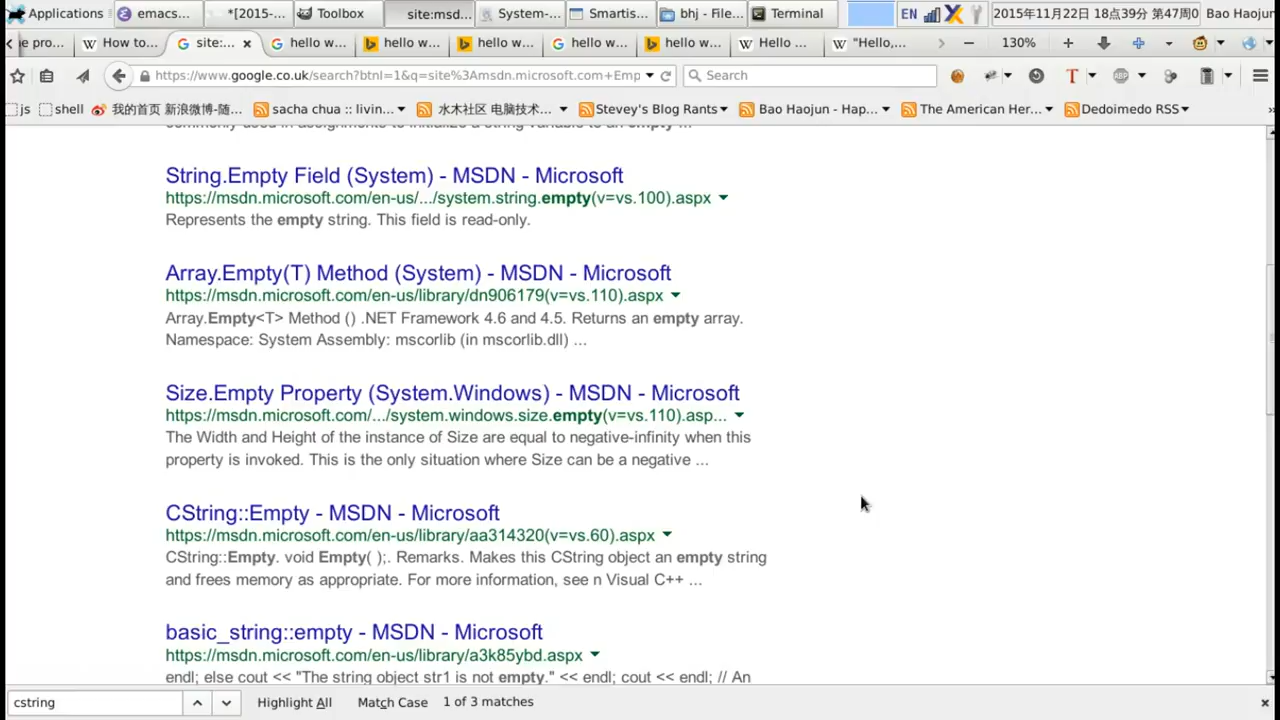 Applications
emacs...
*[2015-...
Toolbox
site:msd...
System-...
Smartis...
bhj - File...
Terminal
EN
2015年11月22日 18点39分 第47周0
Bao Haojun
e pro...
How to...
site:...
hello w...
hello w...
hello w...
hello w...
hello w...
Hello ...
"Hello,...
130%
https://www.google.co.uk/search?btnI=1&q=site%3Amsdn.microsoft.com+Emp
Search
T
ABP
js
shell
我的首页 新浪微博-随...
sacha chua :: livin...
水木社区 电脑技术...
Stevey's Blog Rants
Bao Haojun - Hap...
The American Her...
Dedoimedo RSS
commonly used in assignments to initialize a string variable to an empty ...
String.Empty Field (System) - MSDN - Microsoft
https://msdn.microsoft.com/en-us/.../system.string.empty(v=vs.100).aspx
Represents the empty string. This field is read-only.
Array.Empty(T) Method (System) - MSDN - Microsoft
https://msdn.microsoft.com/en-us/library/dn906179(v=vs.110).aspx
Array.Empty<T> Method () .NET Framework 4.6 and 4.5. Returns an empty array.
Namespace: System Assembly: mscorlib (in mscorlib.dll) ...
Size.Empty Property (System.Windows) - MSDN - Microsoft
https://msdn.microsoft.com/.../system.windows.size.empty(v=vs.110).asp...
The Width and Height of the instance of Size are equal to negative-infinity when this
property is invoked. This is the only situation where Size can be a negative ...
CString::Empty - MSDN - Microsoft
https://msdn.microsoft.com/en-us/library/aa314320(v=vs.60).aspx
CString::Empty. void Empty( );. Remarks. Makes this CString object an empty string
and frees memory as appropriate. For more information, see n Visual C++ ...
basic_string::empty - MSDN - Microsoft
https://msdn.microsoft.com/en-us/library/a3k85ybd.aspx
endl; else cout << "The string object str1 is not empty." << endl; cout << endl; // An
cstring
Highlight All
Match Case
1 of 3 matches